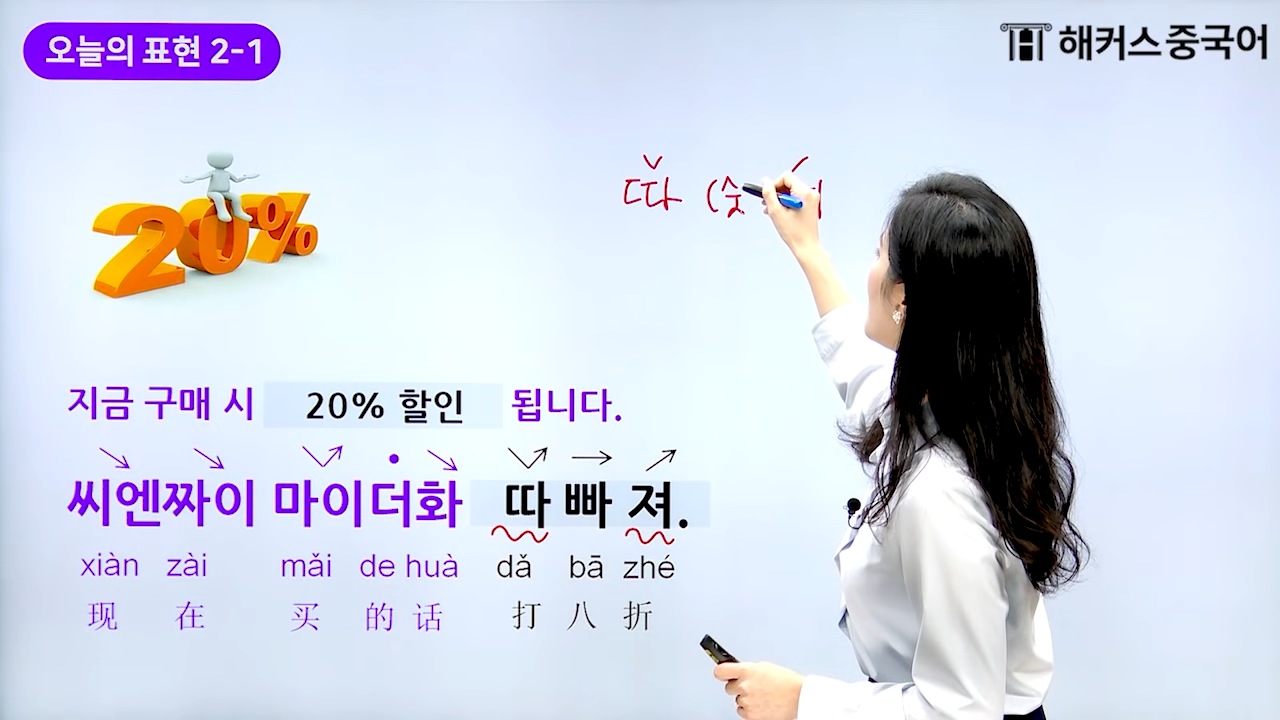 오늘의 표현 2-1
해커스중국어
20%
따 (숫
지금 구매 시 20% 할인 됩니다.
씨엔짜이 마이더화 따 빠 져.
xiàn zài mǎi de huà dǎ bā zhé
现 在 买 的 话 打 八 折